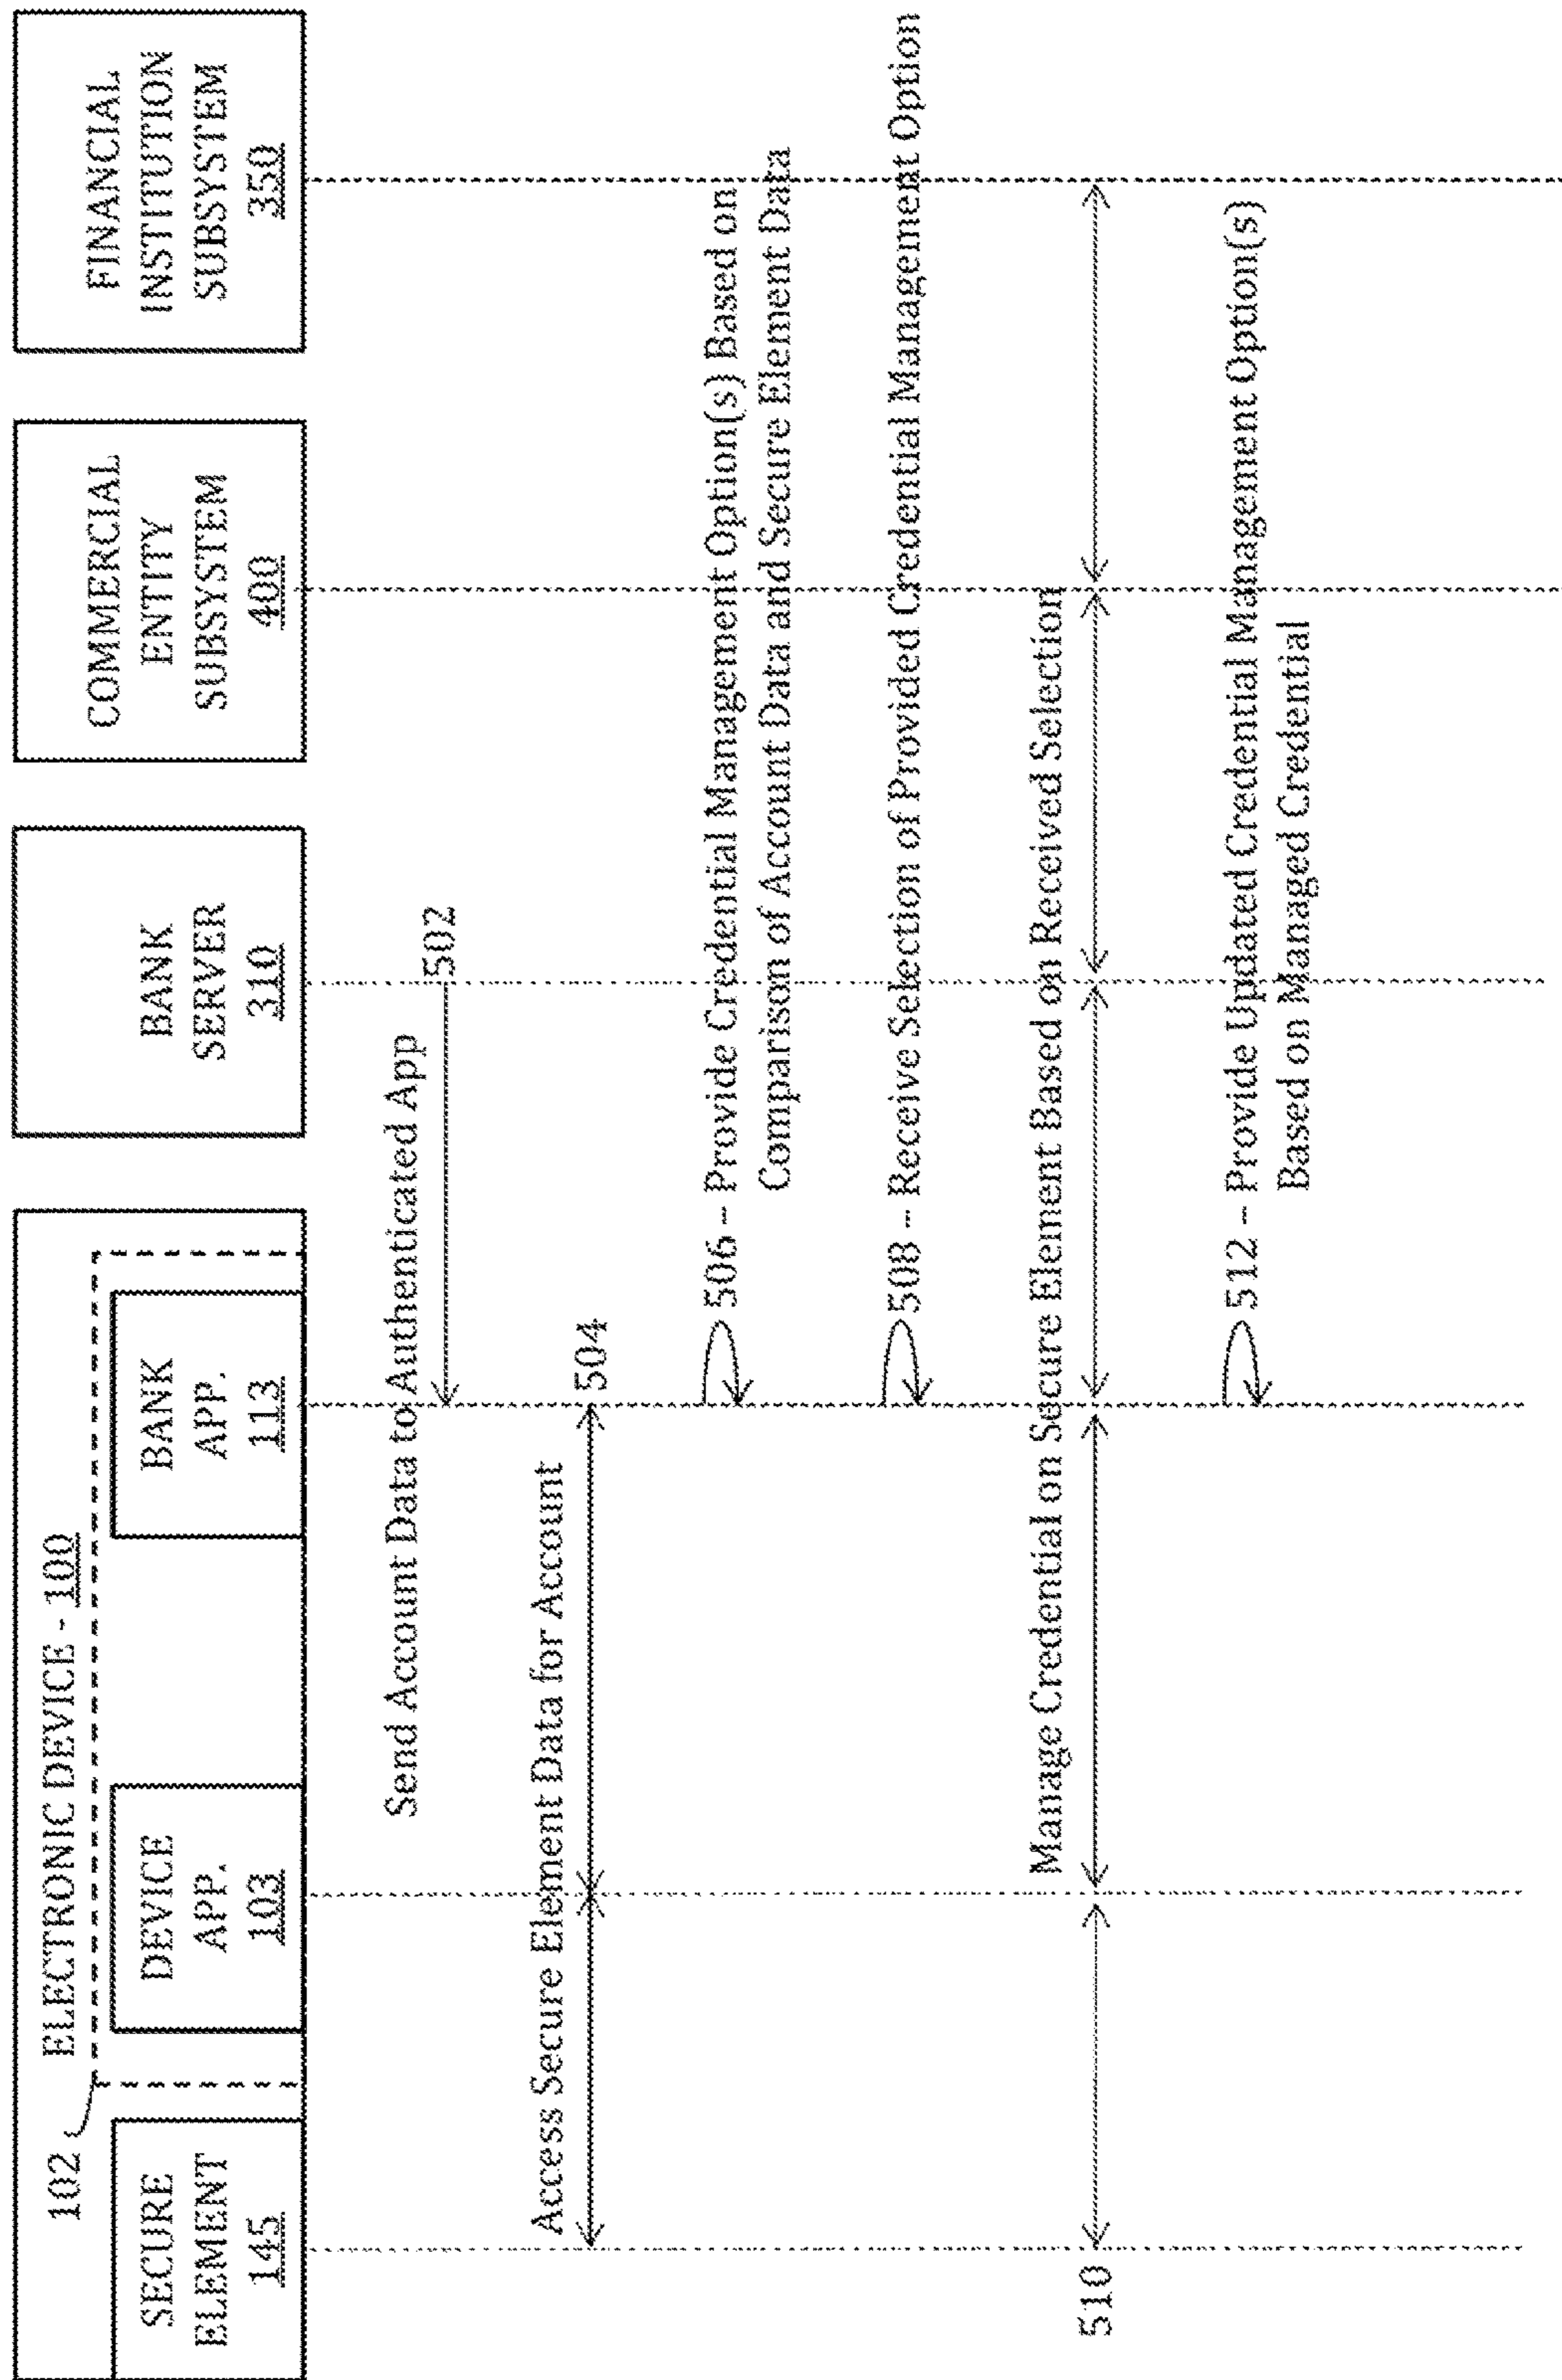 ELECTRONIC DEVICE - 100
102
SECURE
ELEMENT
145
DEVICE
APP.
103
BANK
APP.
113
BANK
SERVER
310
COMMERCIAL
ENTITY
SUBSYSTEM
400
FINANCIAL
INSTITUTION
SUBSYSTEM
350
Send Account Data to Authenticated App
502
Access Secure Element Data for Account
504
506 – Provide Credential Management Option(s) Based on
Comparison of Account Data and Secure Element Data
508 – Receive Selection of Provided Credential Management Option
Manage Credential on Secure Element Based on Received Selection
510
512 – Provide Updated Credential Management Option(s)
Based on Managed Credential